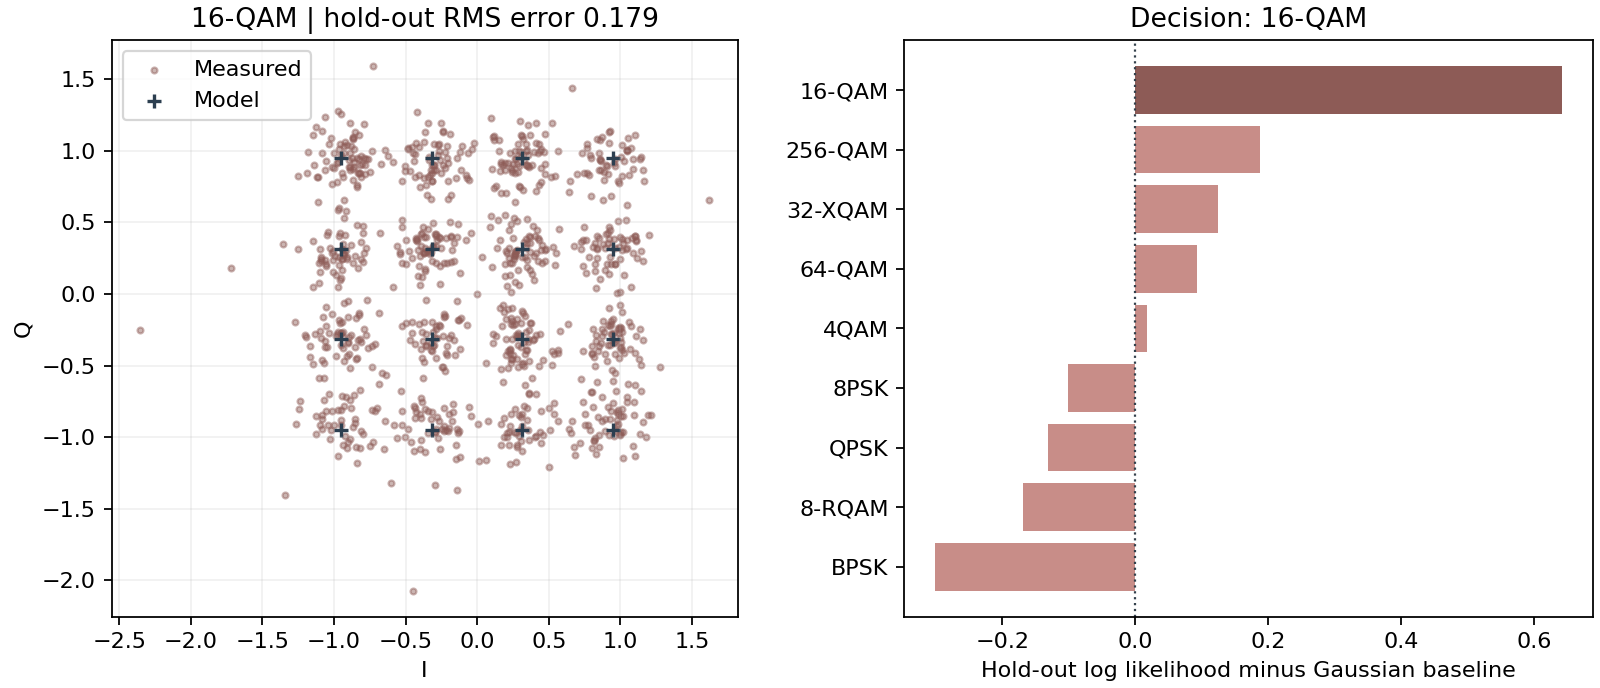 16-QAM | hold-out RMS error 0.179
Measured
Model
1.5
1.0
0.5
0.0
−0.5
−1.0
−1.5
−2.0
Q
−2.5
−2.0
−1.5
−1.0
−0.5
0.0
0.5
1.0
1.5
I
Decision: 16-QAM
16-QAM
256-QAM
32-XQAM
64-QAM
4QAM
8PSK
QPSK
8-RQAM
BPSK
−0.2
0.0
0.2
0.4
0.6
Hold-out log likelihood minus Gaussian baseline